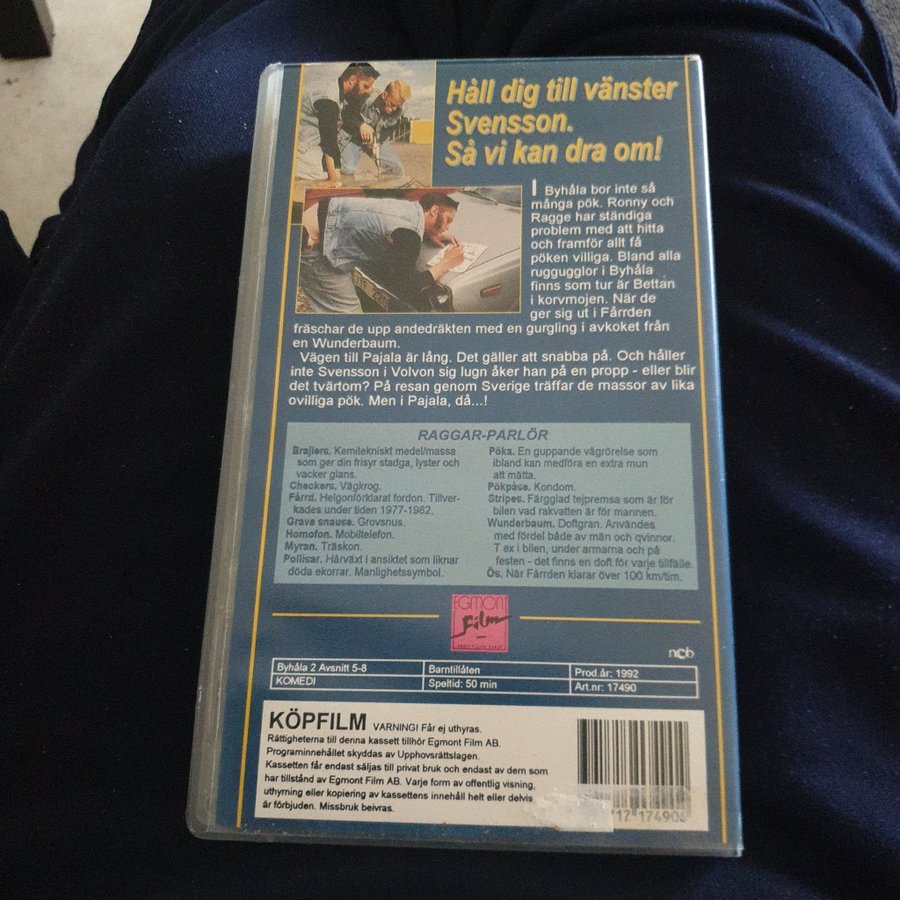 Håll dig till vänster
Svensson.
Så vi kan dra om!
I Byhåla bor inte så
många pök. Ronny och
Ragge har ständiga
problem med att hitta
och framför allt få
pöken villiga. Bland alla
ruggugglor i Byhåla
finns som tur är Bettan
i korvmojen. När de
ger sig ut i Fårrden
fräschar de upp andedräkten med en gurgling i avkoket från
en Wunderbaum.
Vägen till Pajala är lång. Det gäller att snabba på. Och håller
inte Svensson i Volvon sig lugn åker han på en propp - eller blir
det tvärtom? På resan genom Sverige träffar de massor av lika
ovilliga pök. Men i Pajala, då...!
RAGGAR-PARLÖR
Brajlers. Kemitekniskt medel/massa
som ger din frisyr stadga, lyster och
vacker glans.
Checkers. Vägkrog.
Fårrd. Helgonförklarat fordon. Tillver-
kades under tiden 1977-1982.
Grave snause. Grovsnus.
Homofon. Mobiltelefon.
Myran. Träskon.
Pollisar. Hårväxt i ansiktet som liknar
döda ekorrar. Manlighetssymbol.
Pöka. En guppande vågrörelse som
ibland kan medföra en extra mun
att mätta.
Pökpåse. Kondom.
Stripes. Färgglad tejpremsa som är för
bilen vad rakvatten är för mannen.
Wunderbaum. Doftgran. Användes
med fördel både av män och qvinnor.
T ex i bilen, under armarna och på
festen - det finns en doft för varje tillfälle.
Ös. När Fårrden klarar över 100 km/tim.
EGMONT
Film
ncb
Byhåla 2 Avsnitt 5-8
KOMEDI
Barntillåten
Speltid: 50 min
Prod.år: 1992
Art.nr: 17490
KÖPFILM VARNING! Får ej uthyras.
Rättigheterna till denna kassett tillhör Egmont Film AB.
Programinnehållet skyddas av Upphovsrättslagen.
Kassetten får endast säljas till privat bruk och endast av dem som
har tillstånd av Egmont Film AB. Varje form av offentlig visning,
uthyrning eller kopiering av kassettens innehåll helt eller delvis
är förbjuden. Missbruk beivras.